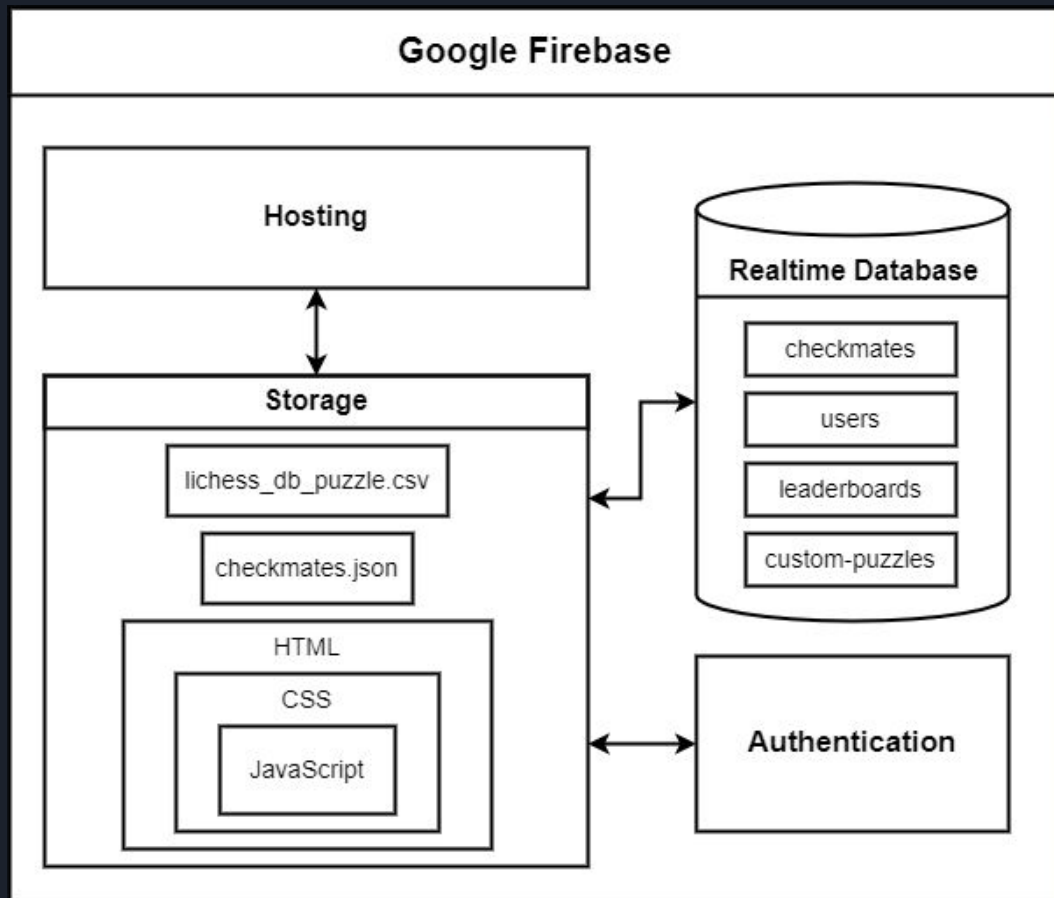 Google Firebase
Hosting
Storage
lichess_db_puzzle.csv
checkmates.json
HTML
CSS
JavaScript
Realtime Database
checkmates
users
leaderboards
custom-puzzles
Authentication